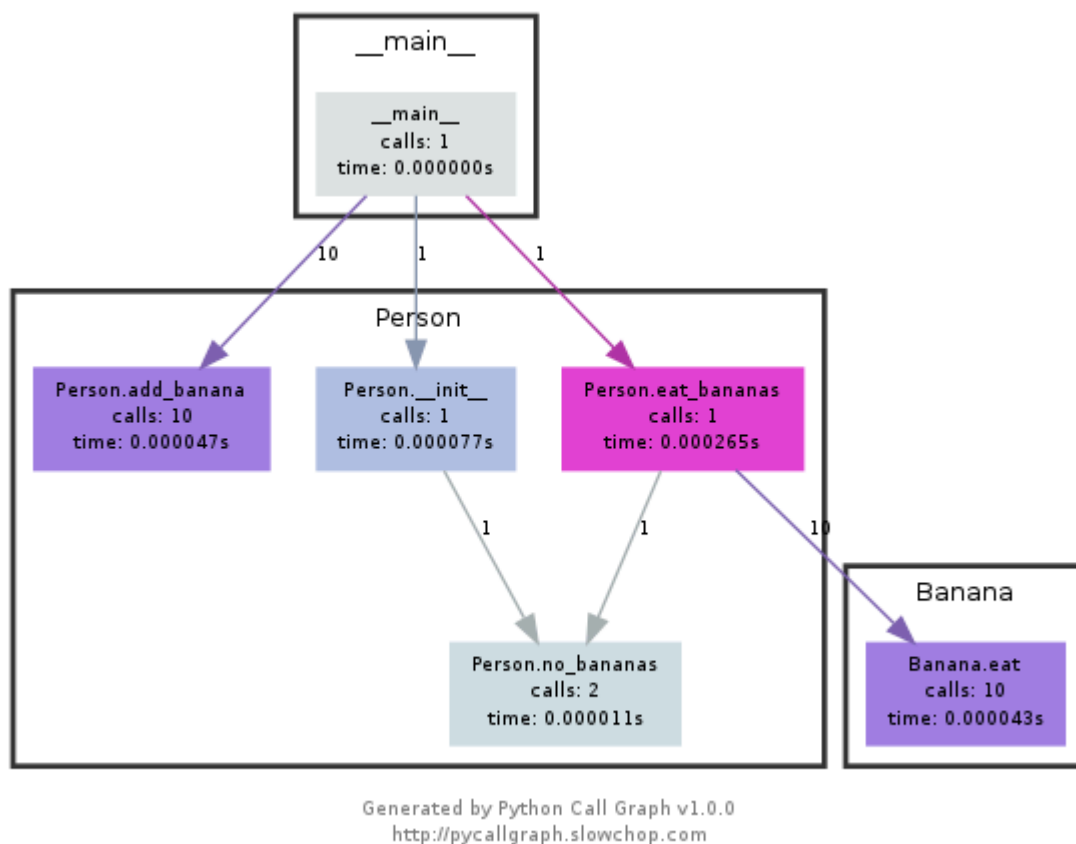 __main__
__main__
calls: 1
time: 0.000000s
10
1
1
Person
Person.add_banana
calls: 10
time: 0.000047s
Person.__init__
calls: 1
time: 0.000077s
Person.eat_bananas
calls: 1
time: 0.000265s
1
1
10
Banana
Person.no_bananas
calls: 2
time: 0.000011s
Banana.eat
calls: 10
time: 0.000043s
Generated by Python Call Graph v1.0.0
http://pycallgraph.slowchop.com